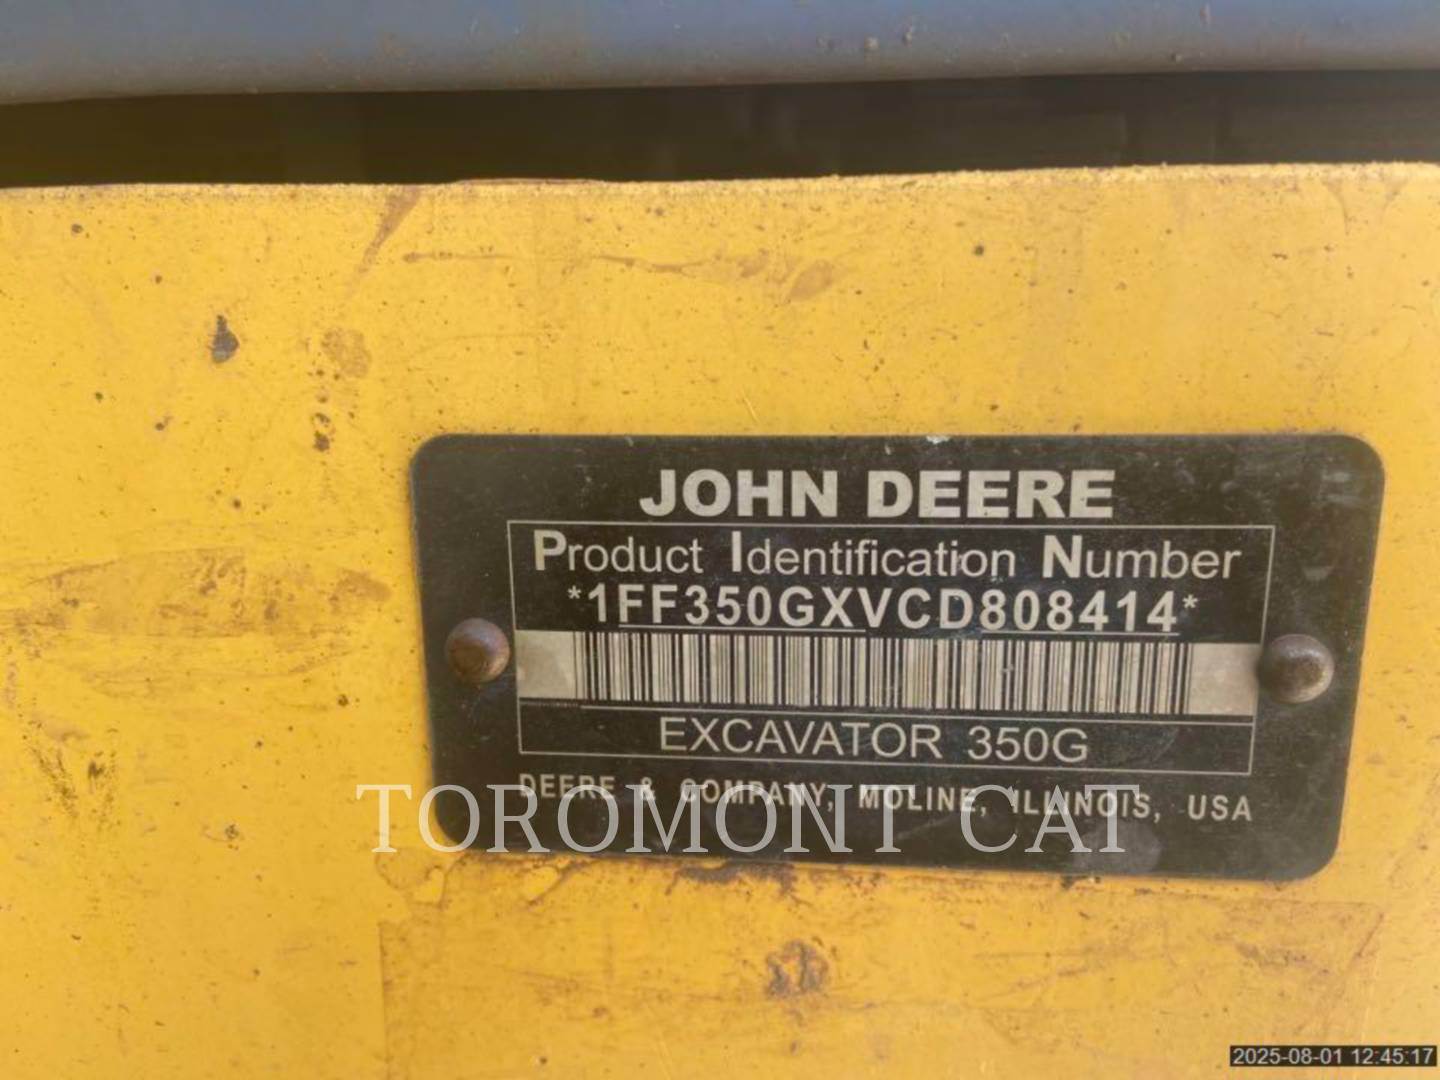 JOHN DEERE
Product Identification Number
*1FF350GXVCD808414*
EXCAVATOR 350G
DEERE & COMPANY, MOLINE, ILLINOIS, USA
TOROMONT CAT
2025-08-01 12:45:17